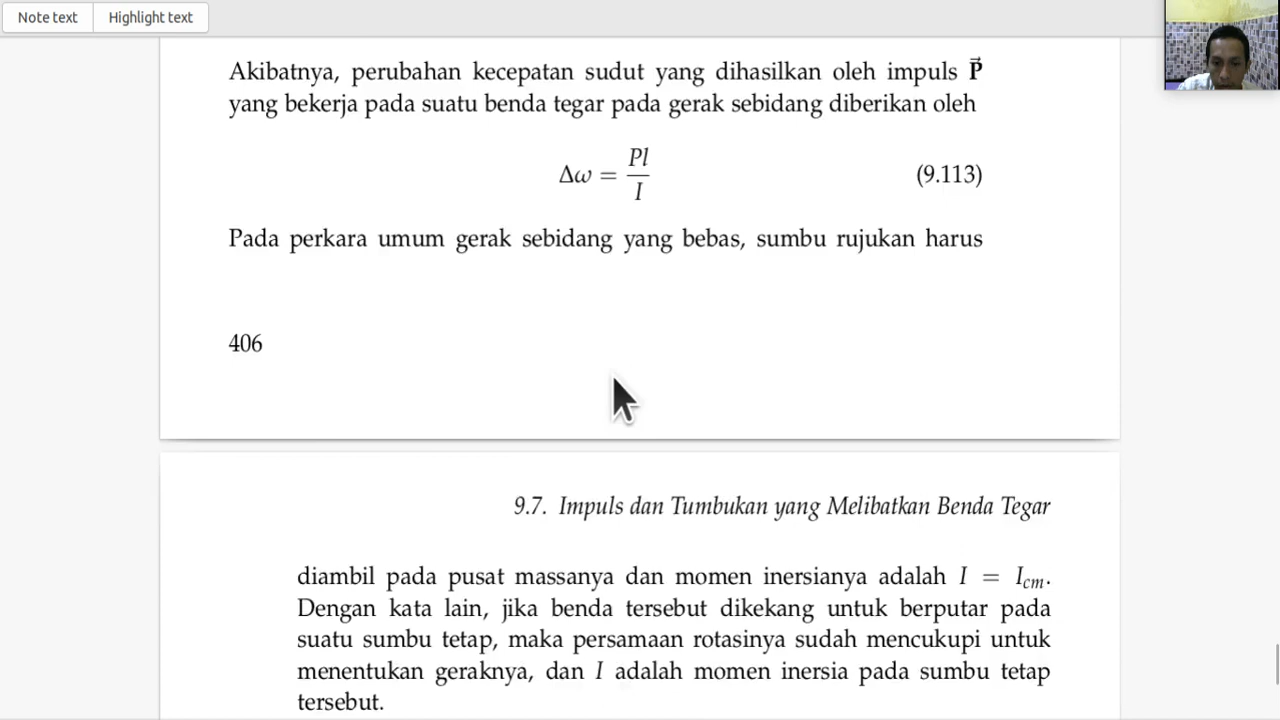 Note text
Highlight text
Akibatnya, perubahan kecepatan sudut yang dihasilkan oleh impuls P⃗
yang bekerja pada suatu benda tegar pada gerak sebidang diberikan oleh
Δω = Pl/I (9.113)
Pada perkara umum gerak sebidang yang bebas, sumbu rujukan harus
406
9.7. Impuls dan Tumbukan yang Melibatkan Benda Tegar
diambil pada pusat massanya dan momen inersianya adalah I = I_cm.
Dengan kata lain, jika benda tersebut dikekang untuk berputar pada
suatu sumbu tetap, maka persamaan rotasinya sudah mencukupi untuk
menentukan geraknya, dan I adalah momen inersia pada sumbu tetap
tersebut.